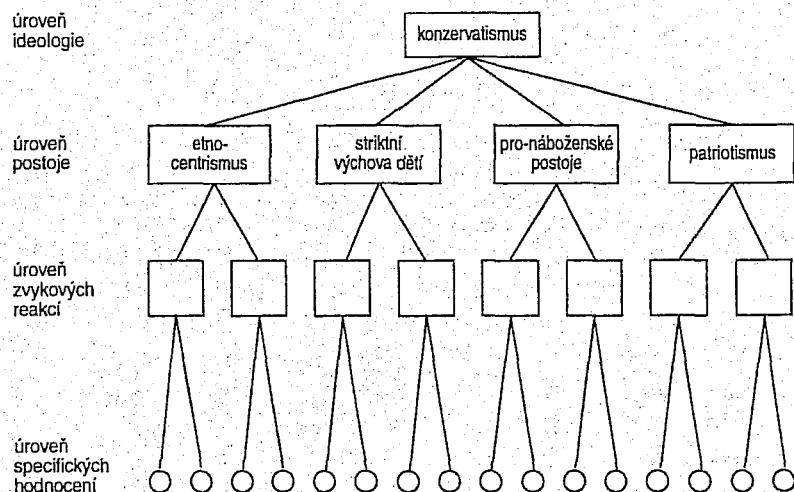 úroveň
ideologie
konzervatismus
úroveň
postoje
etno-
centrismus
striktní
výchova dětí
pro-náboženské
postoje
patriotismus
úroveň
zvykových
reakcí
úroveň
specifických
hodnocení